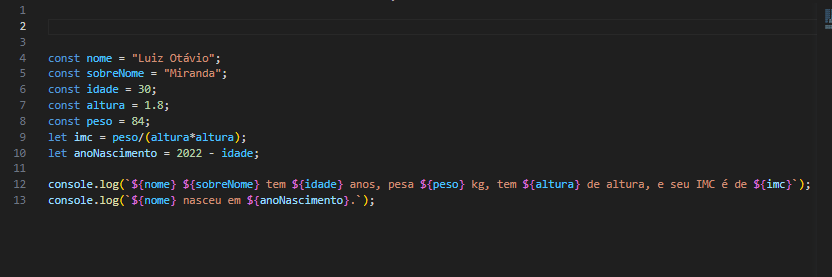 1
2
3
4 const nome = "Luiz Otávio";
5 const sobreNome = "Miranda";
6 const idade = 30;
7 const altura = 1.8;
8 const peso = 84;
9 let imc = peso/(altura*altura);
10 let anoNascimento = 2022 - idade;
11
12 console.log(`${nome} ${sobreNome} tem ${idade} anos, pesa ${peso} kg, tem ${altura} de altura, e seu IMC é de ${imc}`);
13 console.log(`${nome} nasceu em ${anoNascimento}.`);